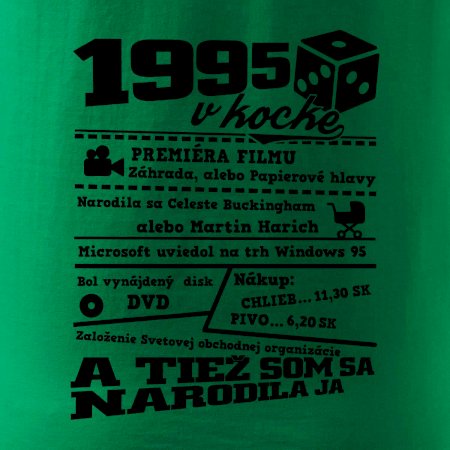 1995
v kocke
PREMIÉRA FILMU
Záhrada, alebo Papierové hlavy
Narodila sa Celeste Buckingham
alebo Martin Harich
Microsoft uviedol na trh Windows 95
Bol vynájdený disk
DVD
Nákup:
CHLIEB... 11,30 SK
PIVO... 6,20 SK
Založenie Svetovej obchodnej organizácie
A TIEŽ SOM SA
NARODILA JA